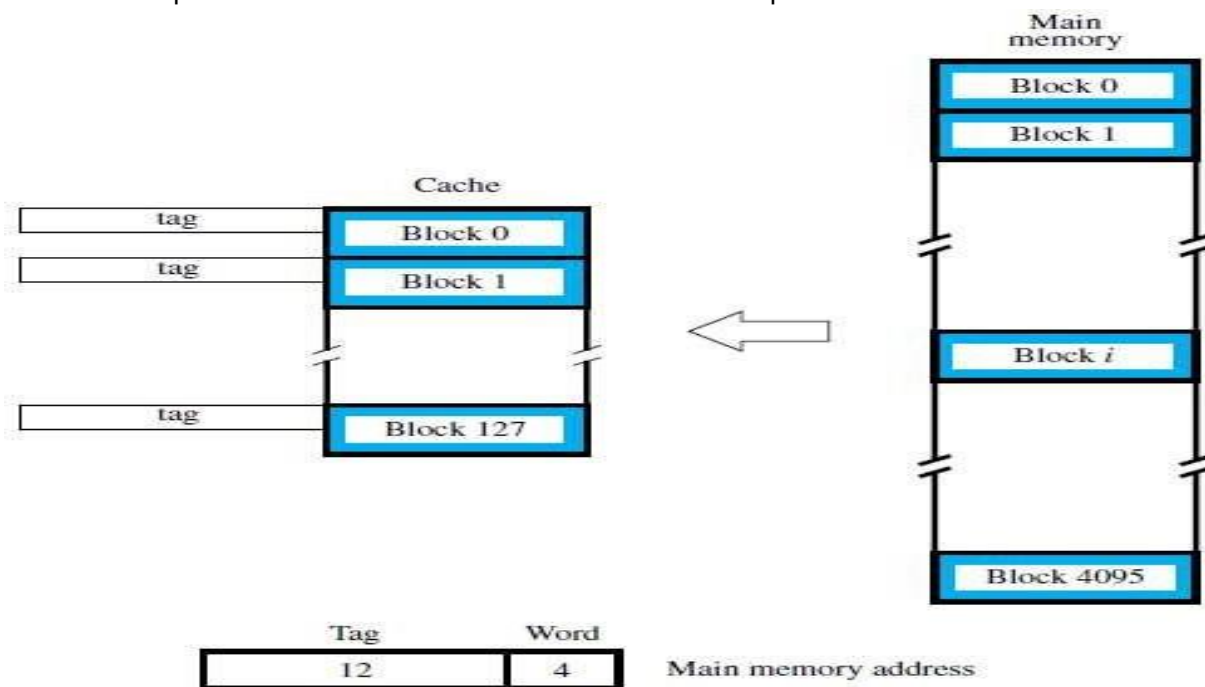 Main
memory
Block 0
Block 1
Cache
tag
Block 0
tag
Block 1
Block i
tag
Block 127
Block 4095
Tag
Word
12
4
Main memory address